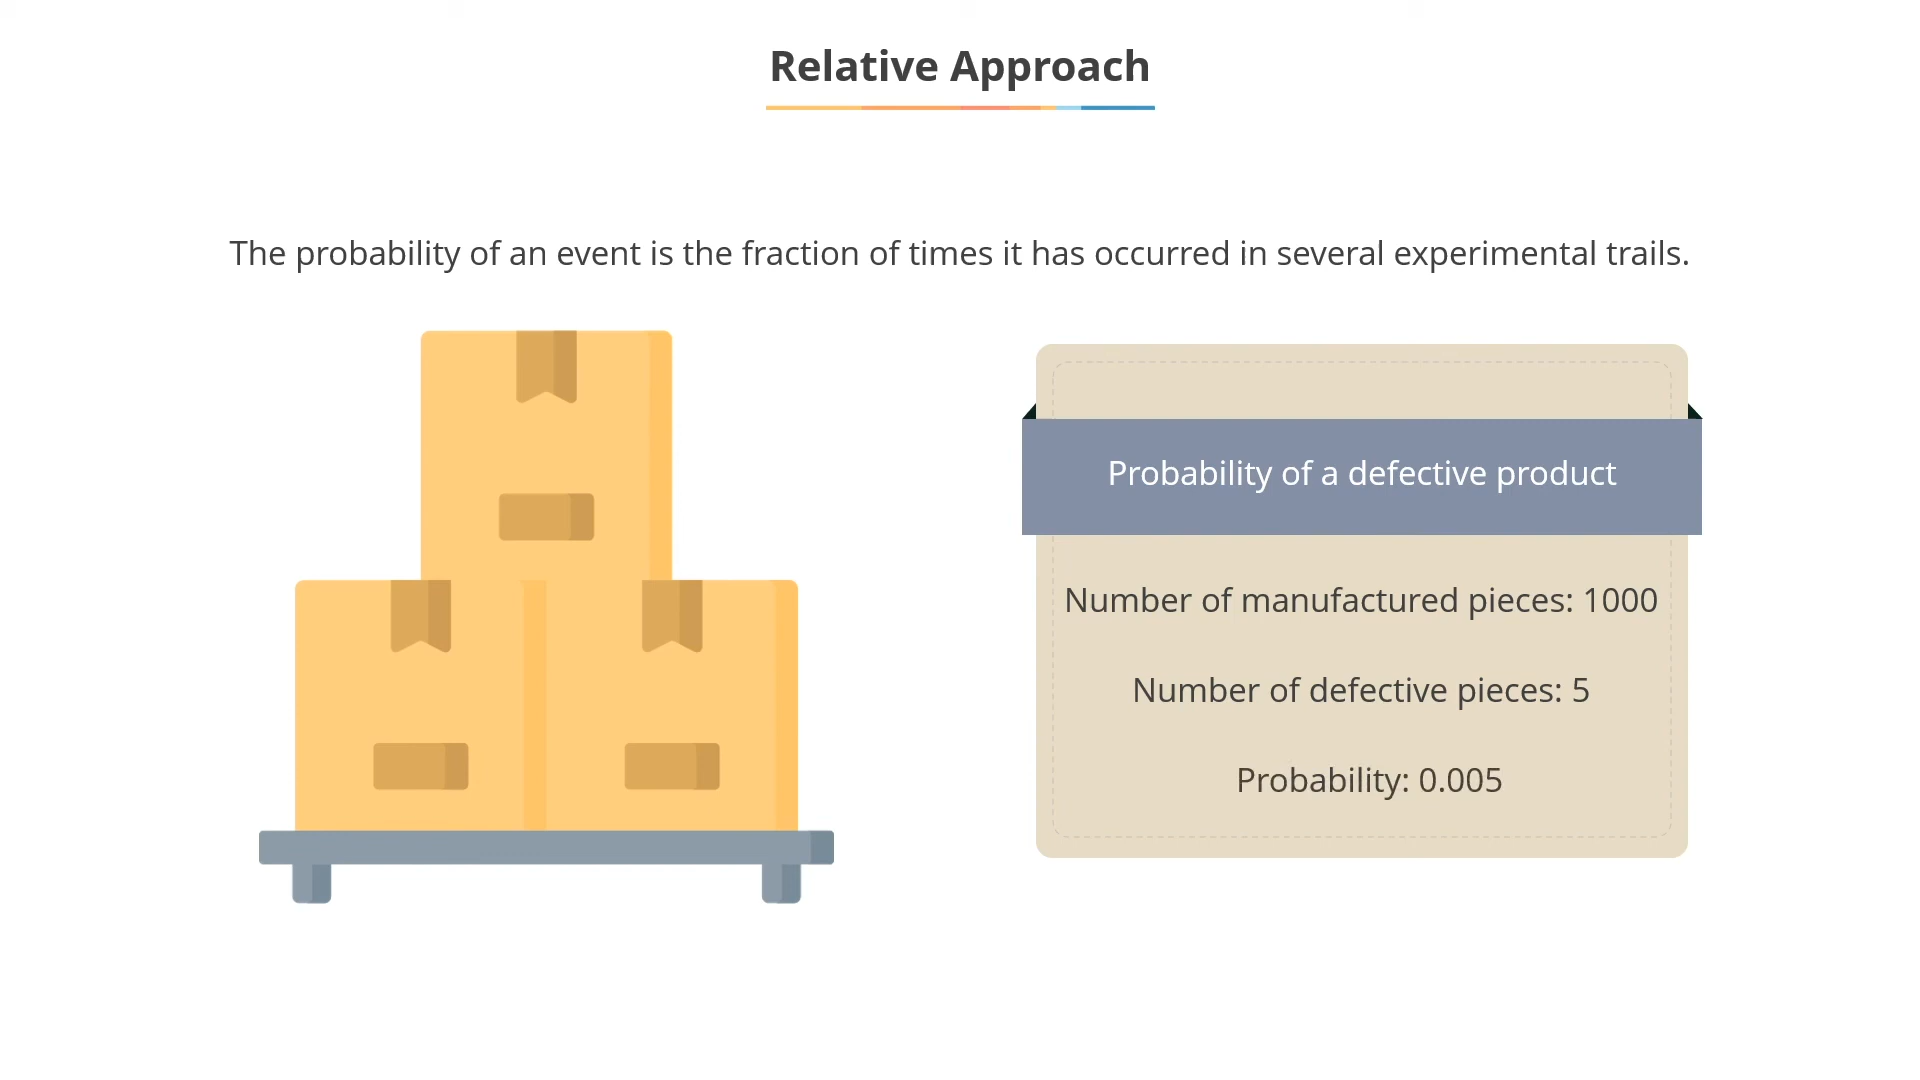 Relative Approach
The probability of an event is the fraction of times it has occurred in several experimental trails.
Probability of a defective product
Number of manufactured pieces: 1000
Number of defective pieces: 5
Probability: 0.005